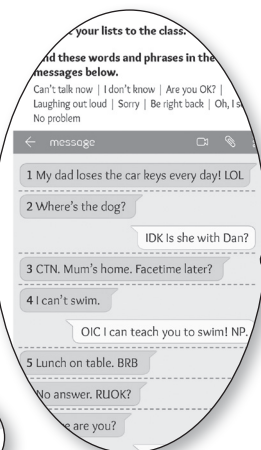 your lists to the class.
these words and phrases in the
messages below.
Can't talk now | I don't know | Are you OK? |
Laughing out loud | Sorry | Be right back | Oh, I s
No problem
message
1 My dad loses the car keys every day! LOL
2 Where's the dog?
IDK Is she with Dan?
3 CTN. Mum's home. Facetime later?
4 I can't swim.
OIC I can teach you to swim! NP.
5 Lunch on table. BRB
No answer. RUOK?
are you?